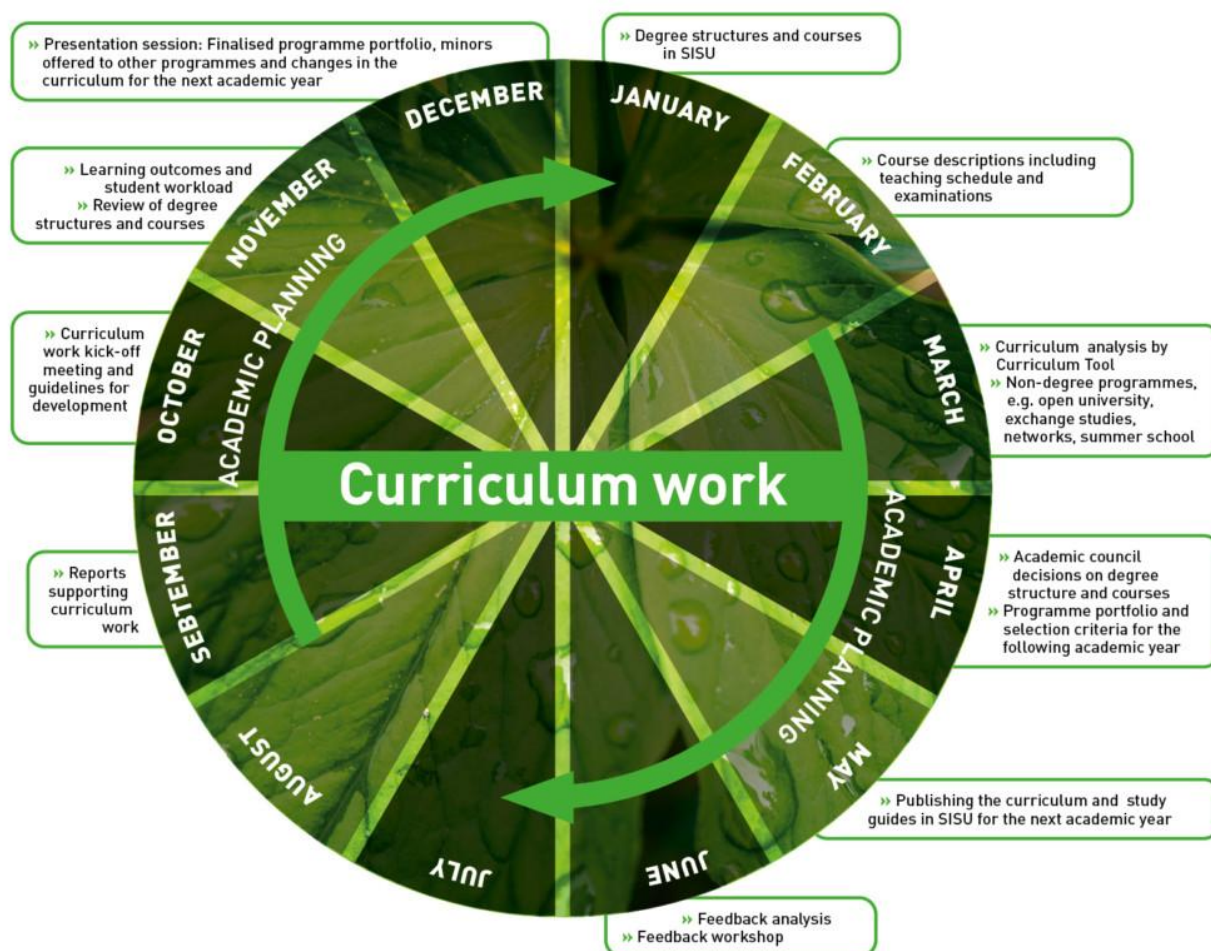 » Presentation session: Finalised programme portfolio, minors
offered to other programmes and changes in the
curriculum for the next academic year
» Degree structures and courses
in SISU
DECEMBER
JANUARY
» Learning outcomes and
student workload
» Review of degree
structures and courses
NOVEMBER
FEBRUARY
» Course descriptions including
teaching schedule and
examinations
ACADEMIC PLANNING
» Curriculum
work kick-off
meeting and
guidelines for
development
OCTOBER
MARCH
» Curriculum analysis by
Curriculum Tool
» Non-degree programmes,
e.g. open university,
exchange studies,
networks, summer school
Curriculum work
» Reports
supporting
curriculum
work
SEBTEMBER
ACADEMIC PLANNING
APRIL
» Academic council
decisions on degree
structure and courses
» Programme portfolio and
selection criteria for the
following academic year
AUGUST
MAY
» Publishing the curriculum and study
guides in SISU for the next academic year
JULY
JUNE
» Feedback analysis
» Feedback workshop